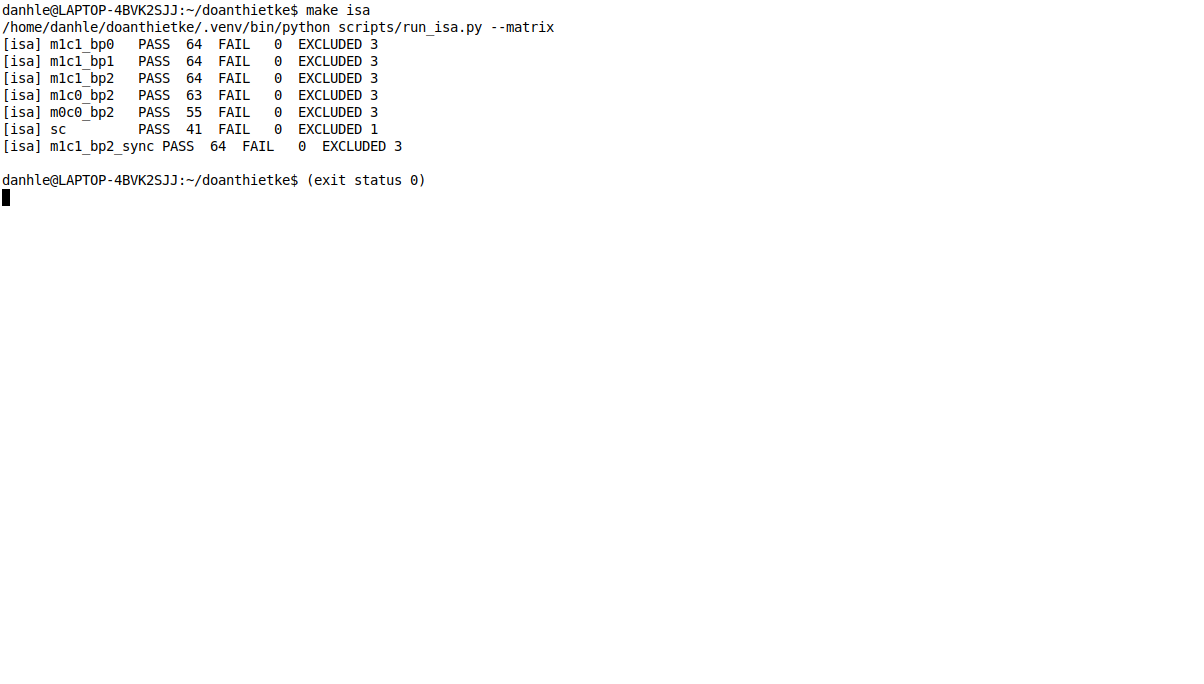 danhle@LAPTOP-4BVK2SJJ:~/doanthietke$ make isa
/home/danhle/doanthietke/.venv/bin/python scripts/run_isa.py --matrix
[isa] m1c1_bp0   PASS  64  FAIL   0  EXCLUDED 3
[isa] m1c1_bp1   PASS  64  FAIL   0  EXCLUDED 3
[isa] m1c1_bp2   PASS  64  FAIL   0  EXCLUDED 3
[isa] m1c0_bp2   PASS  63  FAIL   0  EXCLUDED 3
[isa] m0c0_bp2   PASS  55  FAIL   0  EXCLUDED 3
[isa] sc         PASS  41  FAIL   0  EXCLUDED 1
[isa] m1c1_bp2_sync PASS  64  FAIL   0  EXCLUDED 3
danhle@LAPTOP-4BVK2SJJ:~/doanthietke$ (exit status 0)